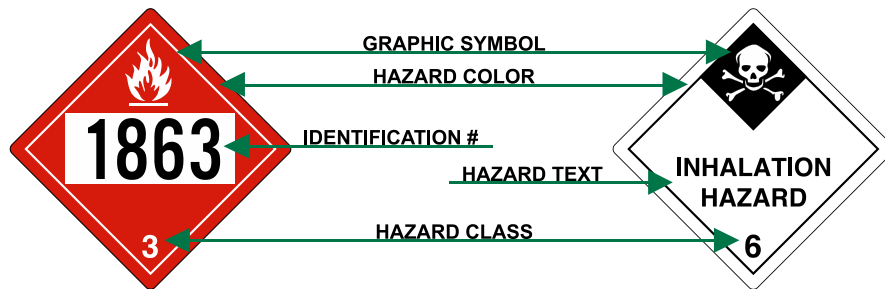 GRAPHIC SYMBOL
HAZARD COLOR
1863
IDENTIFICATION #
HAZARD TEXT
INHALATION
HAZARD
3
HAZARD CLASS
6